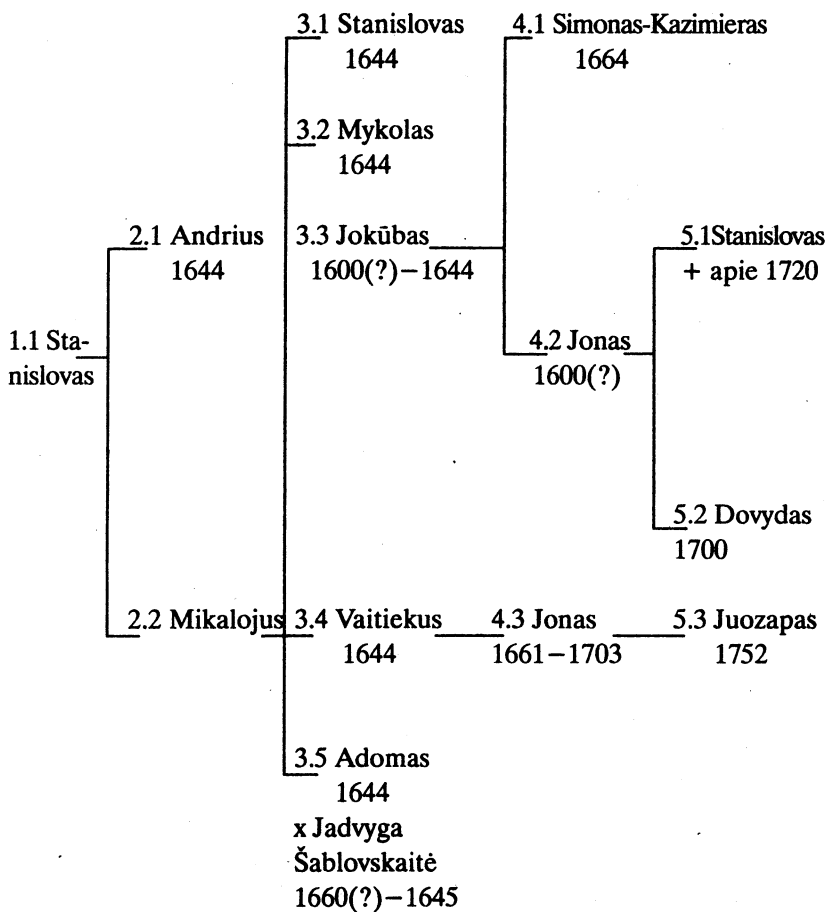 3.1 Stanislovas
1644
4.1 Simonas-Kazimieras
1664
3.2 Mykolas
1644
2.1 Andrius
1644
3.3 Jokūbas
1600(?)–1644
5.1Stanislovas
+ apie 1720
1.1 Sta-
nislovas
4.2 Jonas
1600(?)
5.2 Dovydas
1700
2.2 Mikalojus
3.4 Vaitiekus
1644
4.3 Jonas
1661–1703
5.3 Juozapas
1752
3.5 Adomas
1644
x Jadvyga
Šablovskaitė
1660(?)–1645